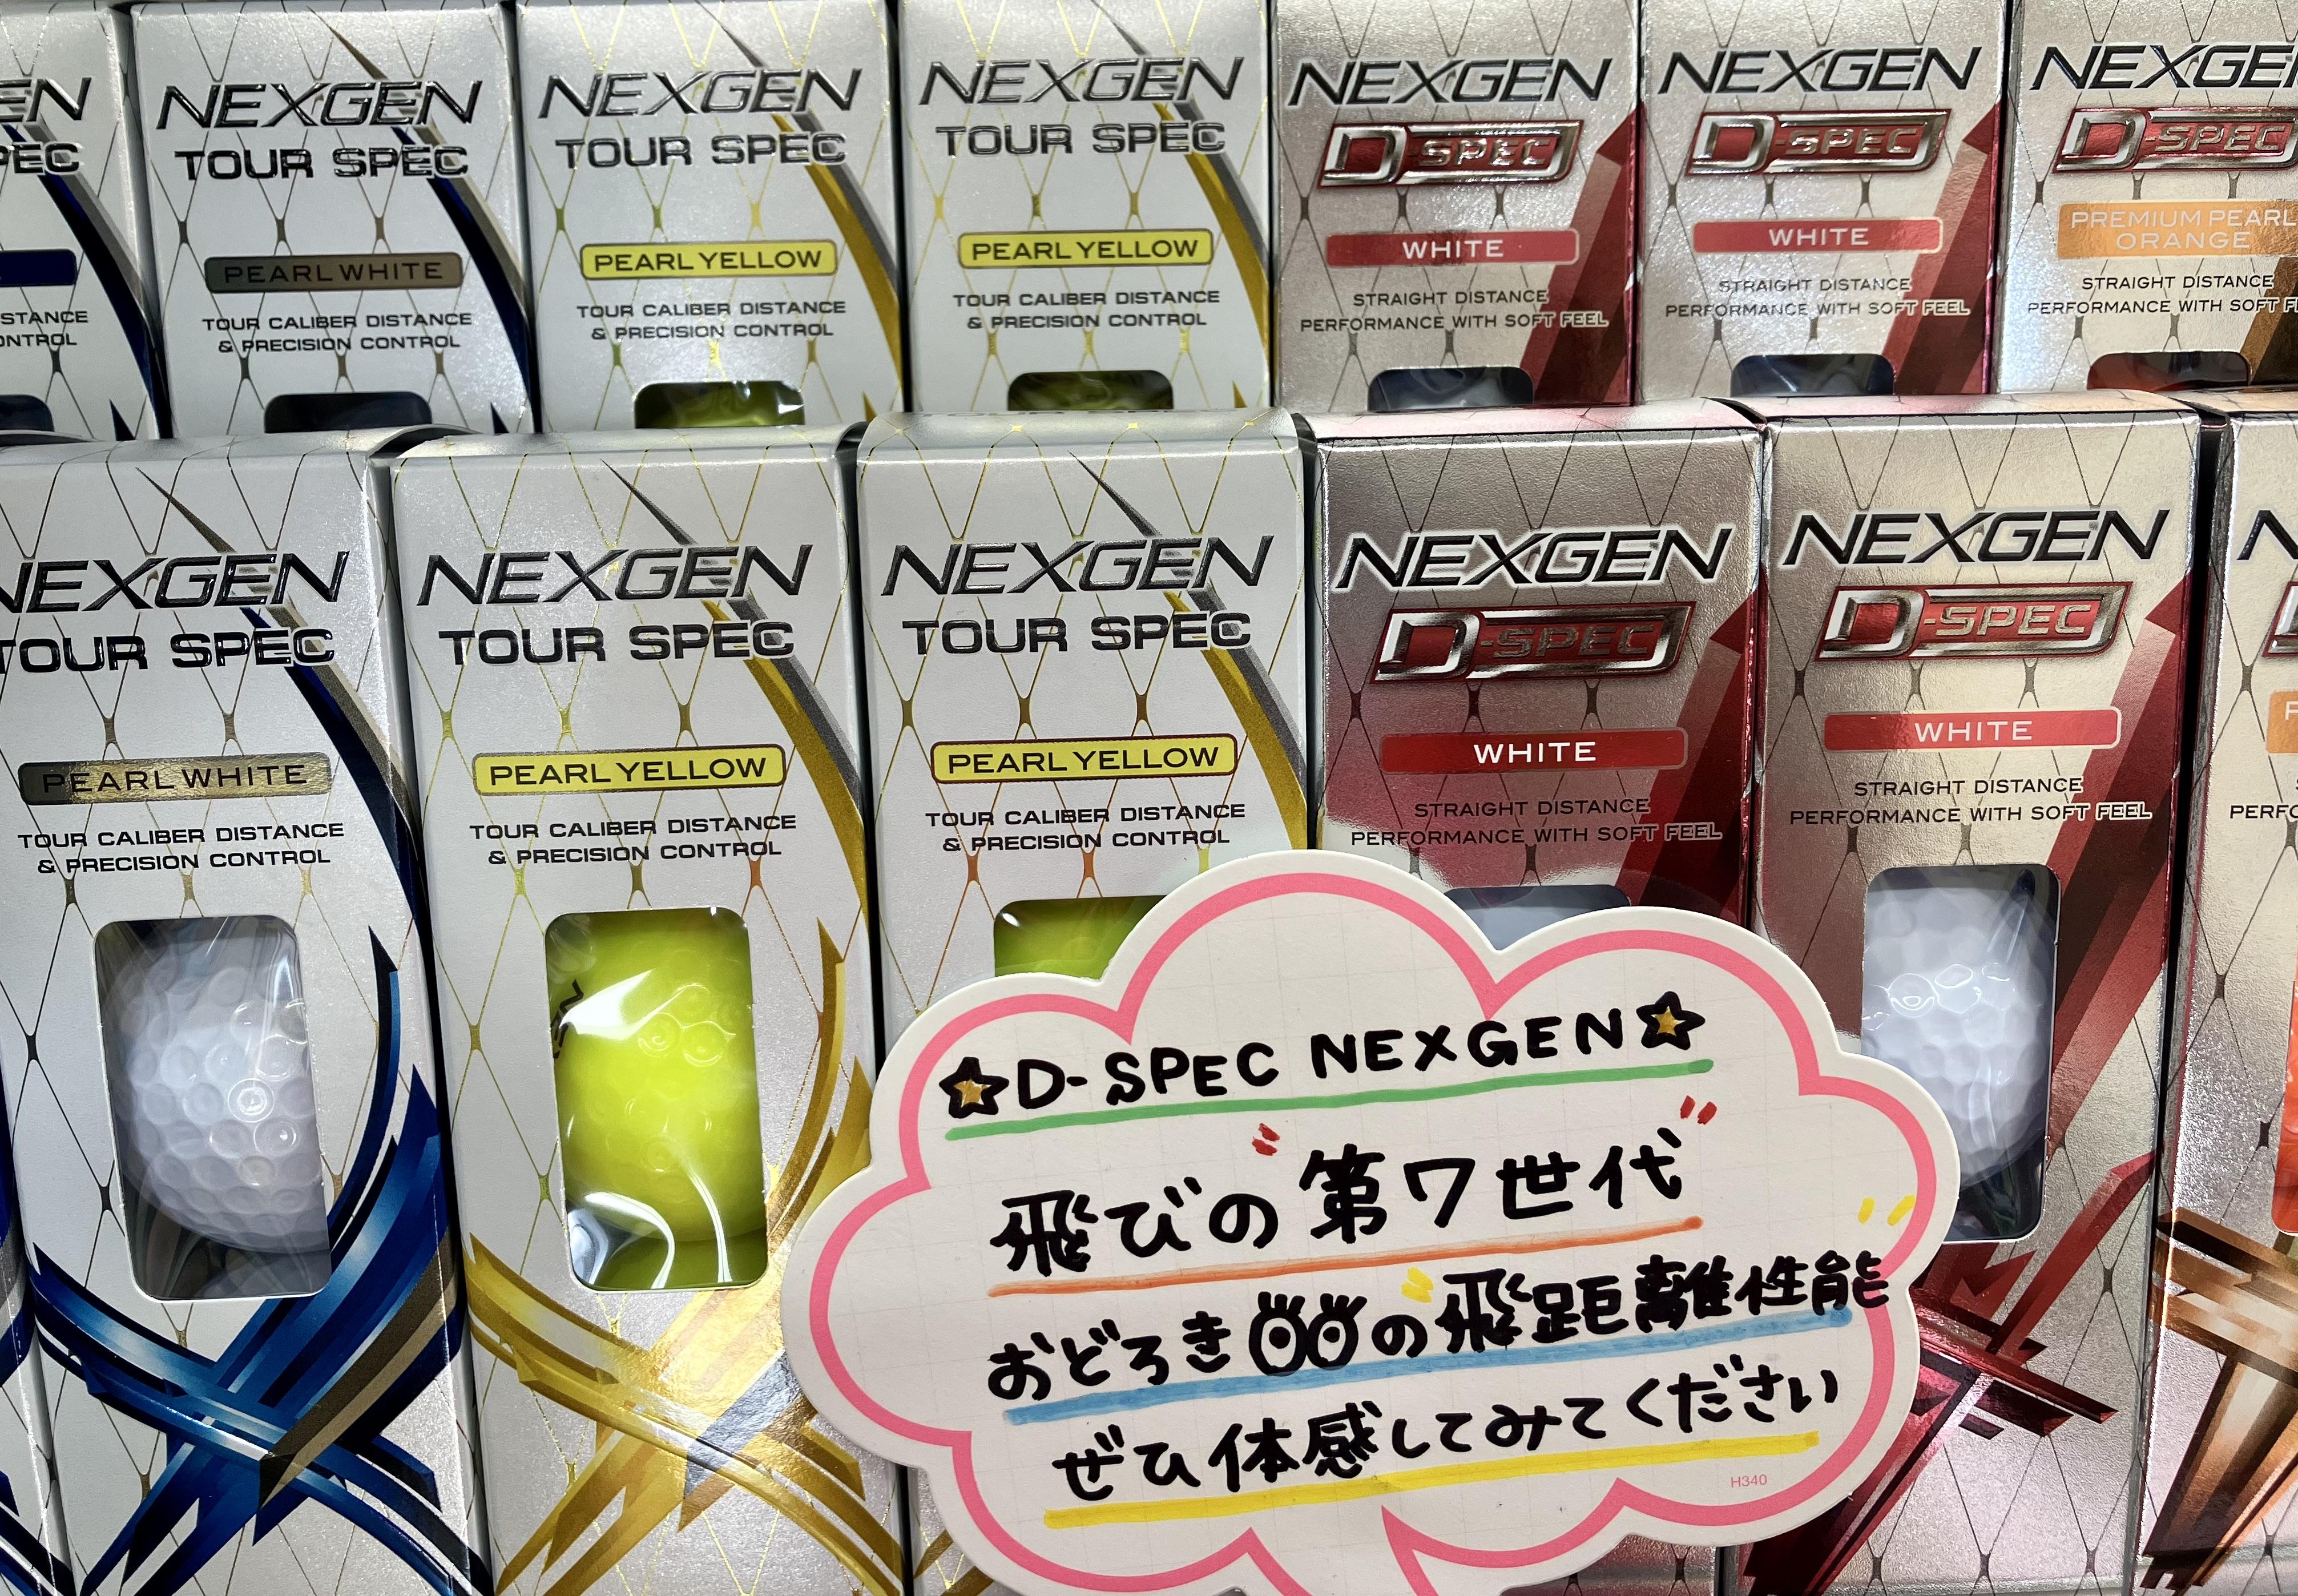 EN
PEC
STANCE
ONTROL
NEXGEN
TOUR SPEC
PEARL WHITE
TOUR CALIBER DISTANCE
& PRECISION CONTROL
NEXGEN
TOUR SPEC
PEARL YELLOW
TOUR CALIBER DISTANCE
& PRECISION CONTROL
NEXGEN
TOUR SPEC
PEARL YELLOW
TOUR CALIBER DISTANCE
& PRECISION CONTROL
NEXGEN
D-SPEC
WHITE
STRAIGHT DISTANCE
PERFORMANCE WITH SOFT FEEL
NEXGEN
D-SPEC
WHITE
STRAIGHT DISTANCE
PERFORMANCE WITH SOFT FEEL
NEXGE
D-SPEC
PREMIUM PEARL
ORANGE
STRAIGHT DISTANCE
PERFORMANCE WITH SOFT F
NEXGEN
TOUR SPEC
PEARL WHITE
TOUR CALIBER DISTANCE
& PRECISION CONTROL
NEXGEN
TOUR SPEC
PEARL YELLOW
TOUR CALIBER DISTANCE
& PRECISION CONTROL
NEXGEN
TOUR SPEC
PEARL YELLOW
TOUR CALIBER DISTANCE
& PRECISION CONTROL
NEXGEN
D-SPEC
WHITE
STRAIGHT DISTANCE
PERFORMANCE WITH SOFT FEEL
NEXGEN
D-SPEC
WHITE
STRAIGHT DISTANCE
PERFORMANCE WITH SOFT FEEL
PERFO
☆D-SPEC NEXGEN☆
飛びの"第7世代"
おどろきの飛距離性能
ぜひ体感してみてください
H340